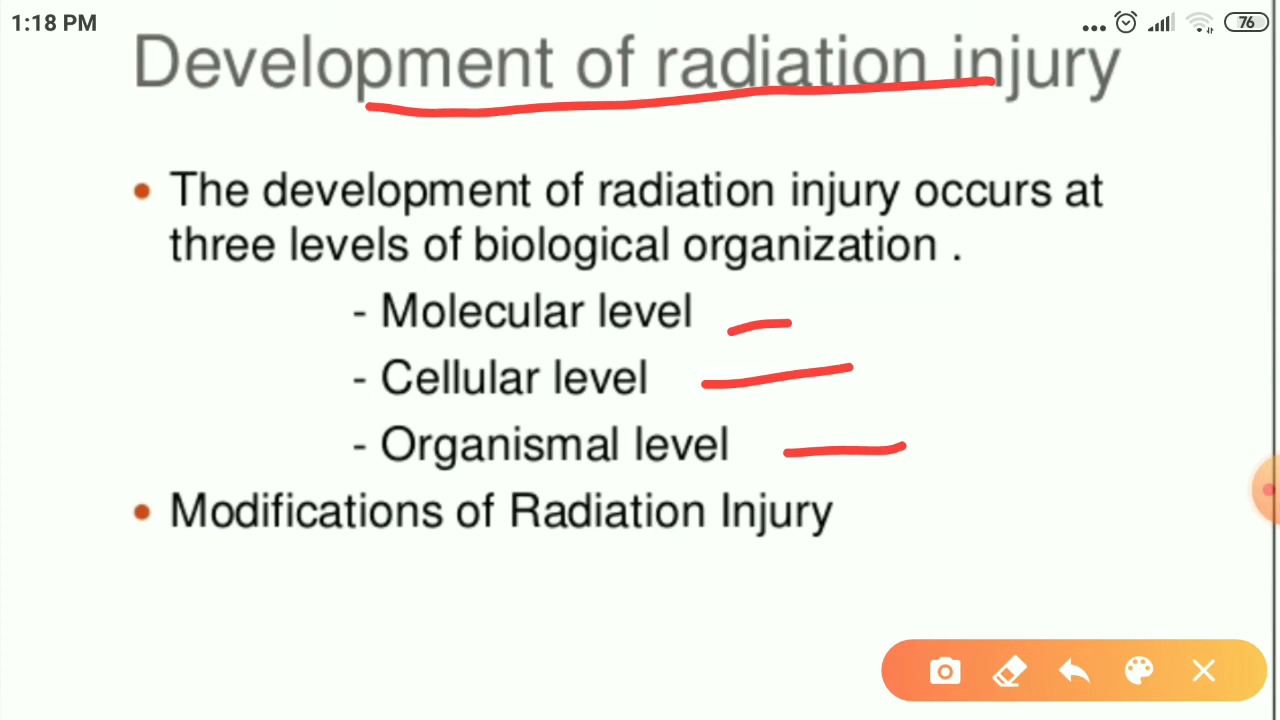 1:18 PM
76
Development of radiation injury
• The development of radiation injury occurs at
three levels of biological organization .
- Molecular level
- Cellular level
- Organismal level
• Modifications of Radiation Injury